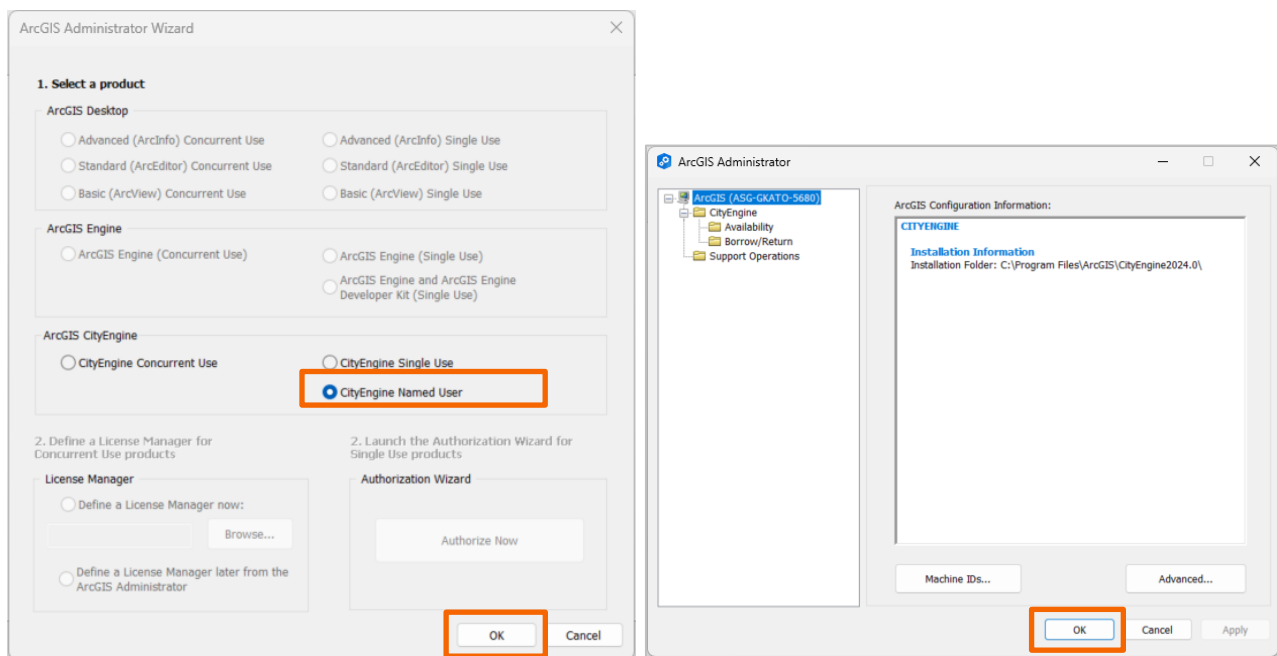 ArcGIS Administrator Wizard
1. Select a product
ArcGIS Desktop
Advanced (ArcInfo) Concurrent Use
Advanced (ArcInfo) Single Use
Standard (ArcEditor) Concurrent Use
Standard (ArcEditor) Single Use
Basic (ArcView) Concurrent Use
Basic (ArcView) Single Use
ArcGIS Engine
ArcGIS Engine (Concurrent Use)
ArcGIS Engine (Single Use)
ArcGIS Engine and ArcGIS Engine
Developer Kit (Single Use)
ArcGIS CityEngine
CityEngine Concurrent Use
CityEngine Single Use
CityEngine Named User
2. Define a License Manager for
Concurrent Use products
2. Launch the Authorization Wizard for
Single Use products
License Manager
Define a License Manager now:
Browse...
Define a License Manager later from the
ArcGIS Administrator
Authorization Wizard
Authorize Now
OK
Cancel
ArcGIS Administrator
ArcGIS (ASG-GKATO-5680)
CityEngine
Availability
Borrow/Return
Support Operations
ArcGIS Configuration Information:
CITYENGINE
Installation Information
Installation Folder: C:\Program Files\ArcGIS\CityEngine2024.0\
Machine IDs...
Advanced...
OK
Cancel
Apply